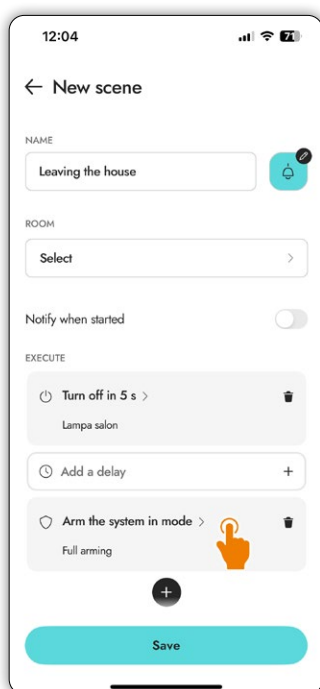 12:04
71
New scene
NAME
Leaving the house
ROOM
Select
Notify when started
EXECUTE
Turn off in 5 s
Lampa salon
Add a delay
Arm the system in mode
Full arming
Save